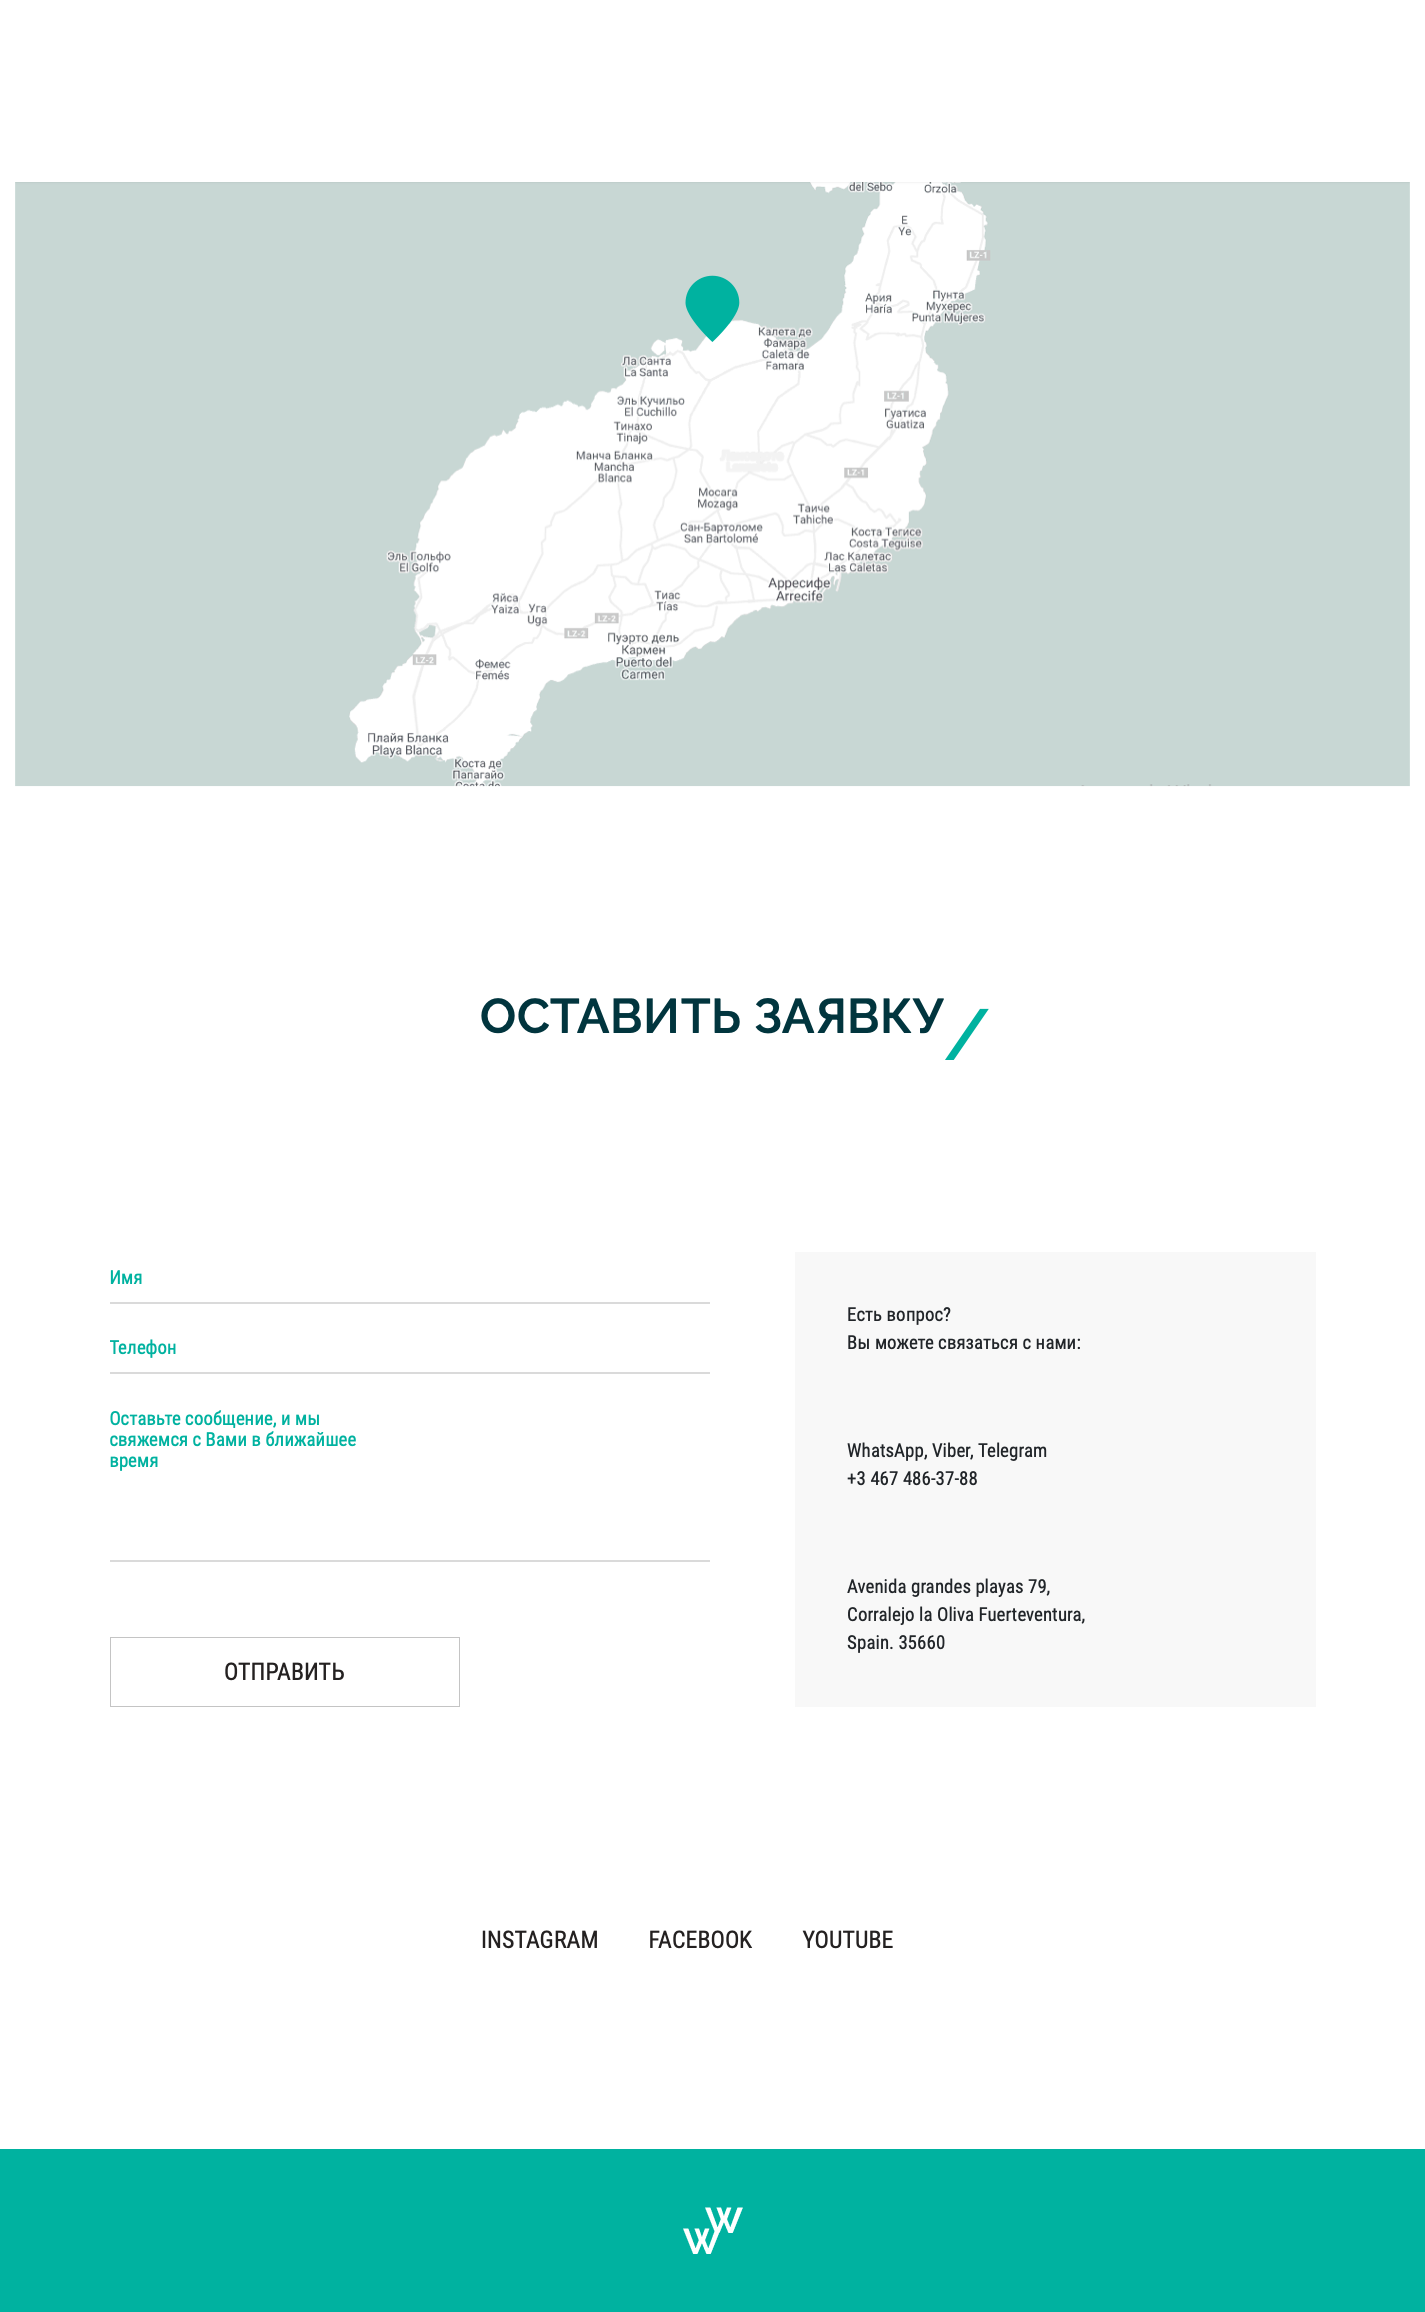 del Sebo
Orzola
Е
Ye
LZ-1
Ария
Haría
Пунта
Мухерес
Punta Mujeres
Калета де
Фамара
Caleta de
Famara
Ла Санта
La Santa
LZ-1
Эль Кучильо
El Cuchillo
Гуатиса
Guatiza
Тинахо
Tinajo
Манча Бланка
Mancha
Blanca
LZ-1
Мосага
Mozaga
Таиче
Tahiche
Сан-Бартоломе
San Bartolomé
Коста Тегисе
Costa Teguise
Лас Калетас
Las Caletas
Эль Гольфо
El Golfo
Арресифе
Arrecife
Яйса
Yaiza
Уга
Uga
Тиас
Tías
LZ-2
LZ-2
Пуэрто дель
Кармен
Puerto del
Carmen
LZ-2
Фемес
Femés
Плайя Бланка
Playa Blanca
Коста де
Папагайо
Costa de
ОСТАВИТЬ ЗАЯВКУ
Имя
Телефон
Оставьте сообщение, и мы
свяжемся с Вами в ближайшее
время
ОТПРАВИТЬ
Есть вопрос?
Вы можете связаться с нами:
WhatsApp, Viber, Telegram
+3 467 486-37-88
Avenida grandes playas 79,
Corralejo la Oliva Fuerteventura,
Spain. 35660
INSTAGRAM FACEBOOK YOUTUBE
WW